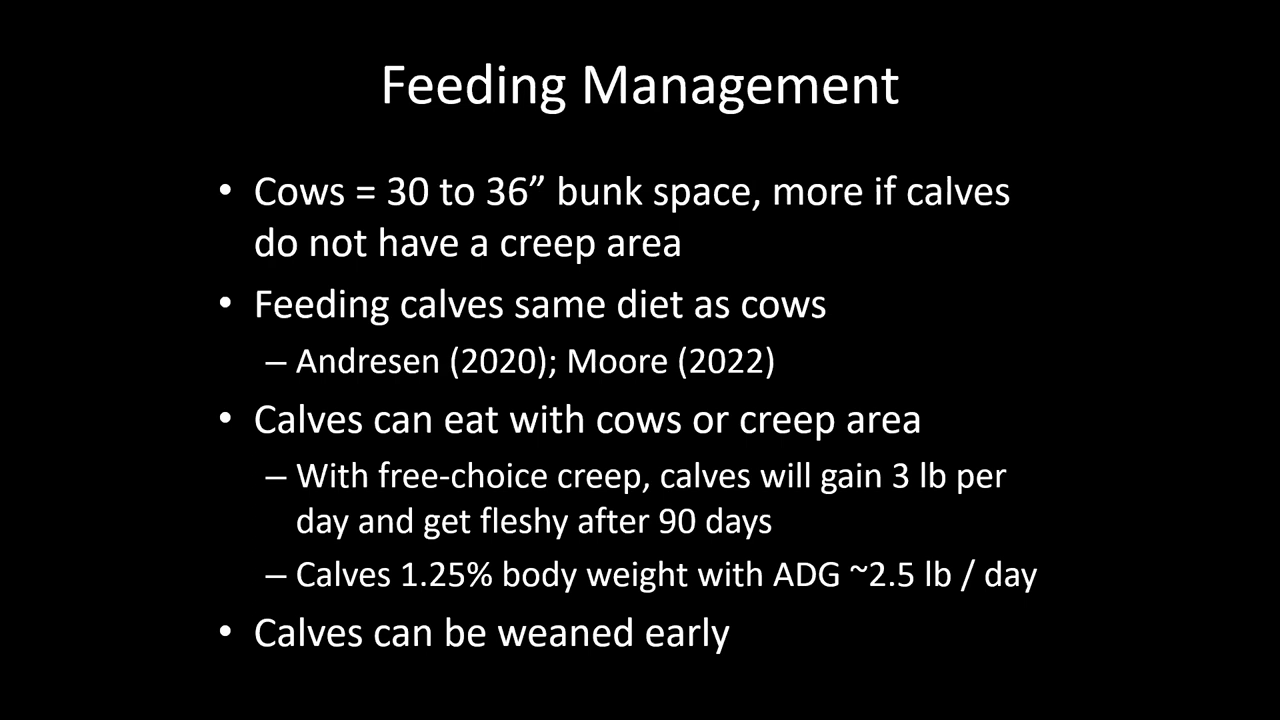 Feeding Management
• Cows = 30 to 36” bunk space, more if calves
do not have a creep area
• Feeding calves same diet as cows
– Andresen (2020); Moore (2022)
• Calves can eat with cows or creep area
– With free-choice creep, calves will gain 3 lb per
day and get fleshy after 90 days
– Calves 1.25% body weight with ADG ~2.5 lb / day
• Calves can be weaned early